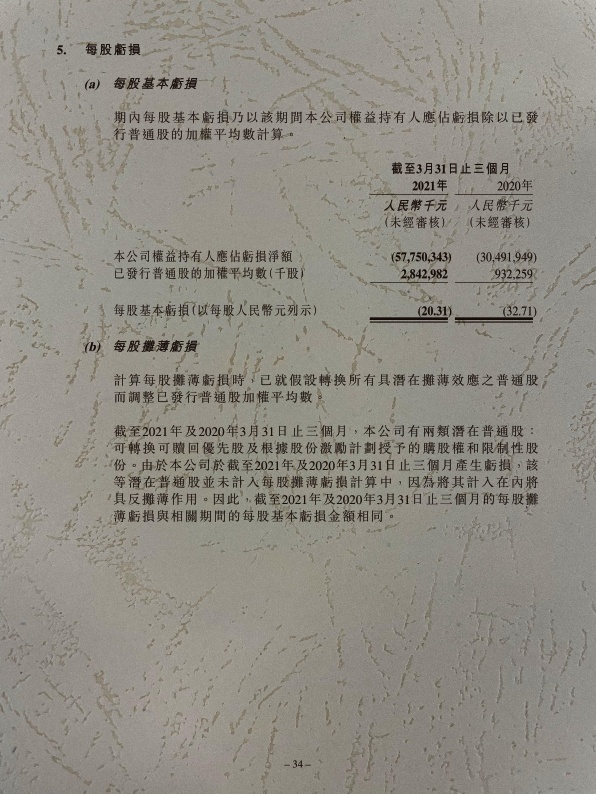 5. 每股虧損
(a) 每股基本虧損
期內每股基本虧損乃以該期間本公司權益持有人應佔虧損除以已發
行普通股的加權平均數計算。
截至3月31日止三個月
2021年 2020年
人民幣千元 人民幣千元
(未經審核) (未經審核)
本公司權益持有人應佔虧損淨額 (57,750,343) (30,491,949)
已發行普通股的加權平均數(千股) 2,842,982 932,259
每股基本虧損(以每股人民幣元列示) (20.31) (32.71)
(b) 每股攤薄虧損
計算每股攤薄虧損時，已就假設轉換所有具潛在攤薄效應之普通股
而調整已發行普通股加權平均數。
截至2021年及2020年3月31日止三個月，本公司有兩類潛在普通股：
可轉換可贖回優先股及根據股份激勵計劃授予的購股權和限制性股
份。由於本公司於截至2021年及2020年3月31日止三個月產生虧損，該
等潛在普通股並未計入每股攤薄虧損計算中，因為將其計入在內將
具反攤薄作用。因此，截至2021年及2020年3月31日止三個月的每股攤
薄虧損與相關期間的每股基本虧損金額相同。
– 34 –